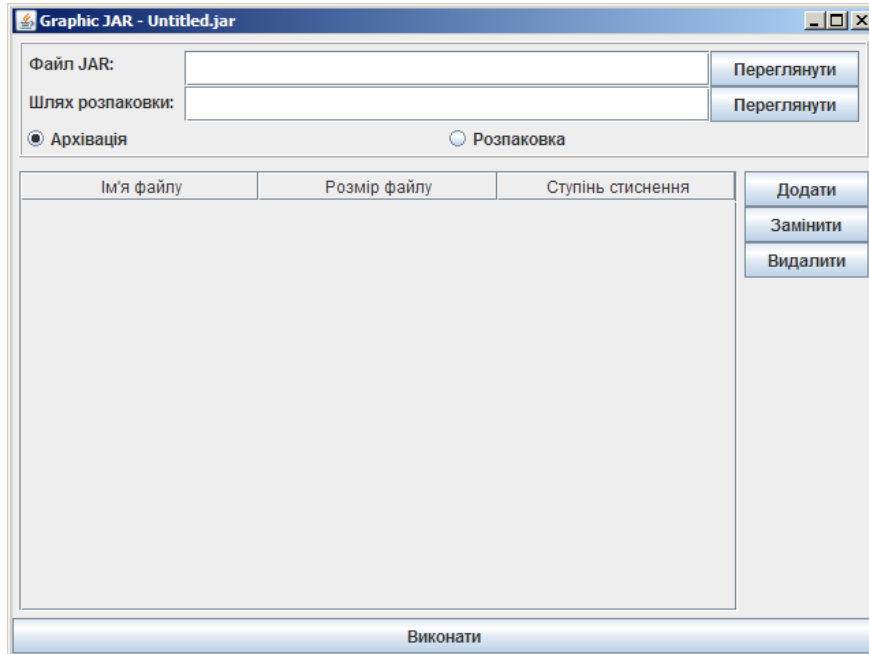 Graphic JAR - Untitled.jar
Файл JAR: Переглянути
Шлях розпаковки: Переглянути
Архівація Розпаковка
Ім'я файлу Розмір файлу Ступінь стиснення
Додати
Замінити
Видалити
Виконати